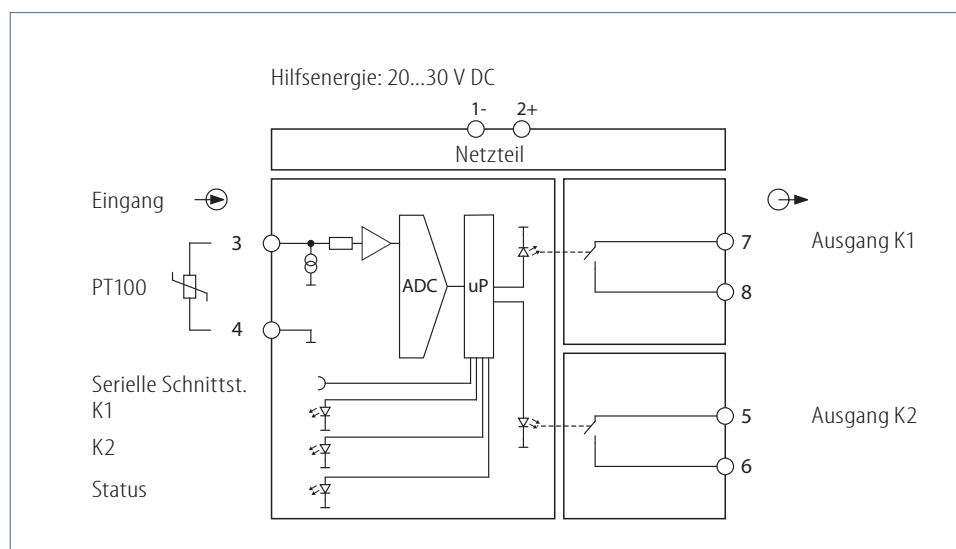 Hilfsenergie: 20...30 V DC
1-
2+
Netzteil
Eingang
3
7
Ausgang K1
PT100
ADC
uP
8
4
Serielle Schnittst.
K1
5
Ausgang K2
K2
6
Status